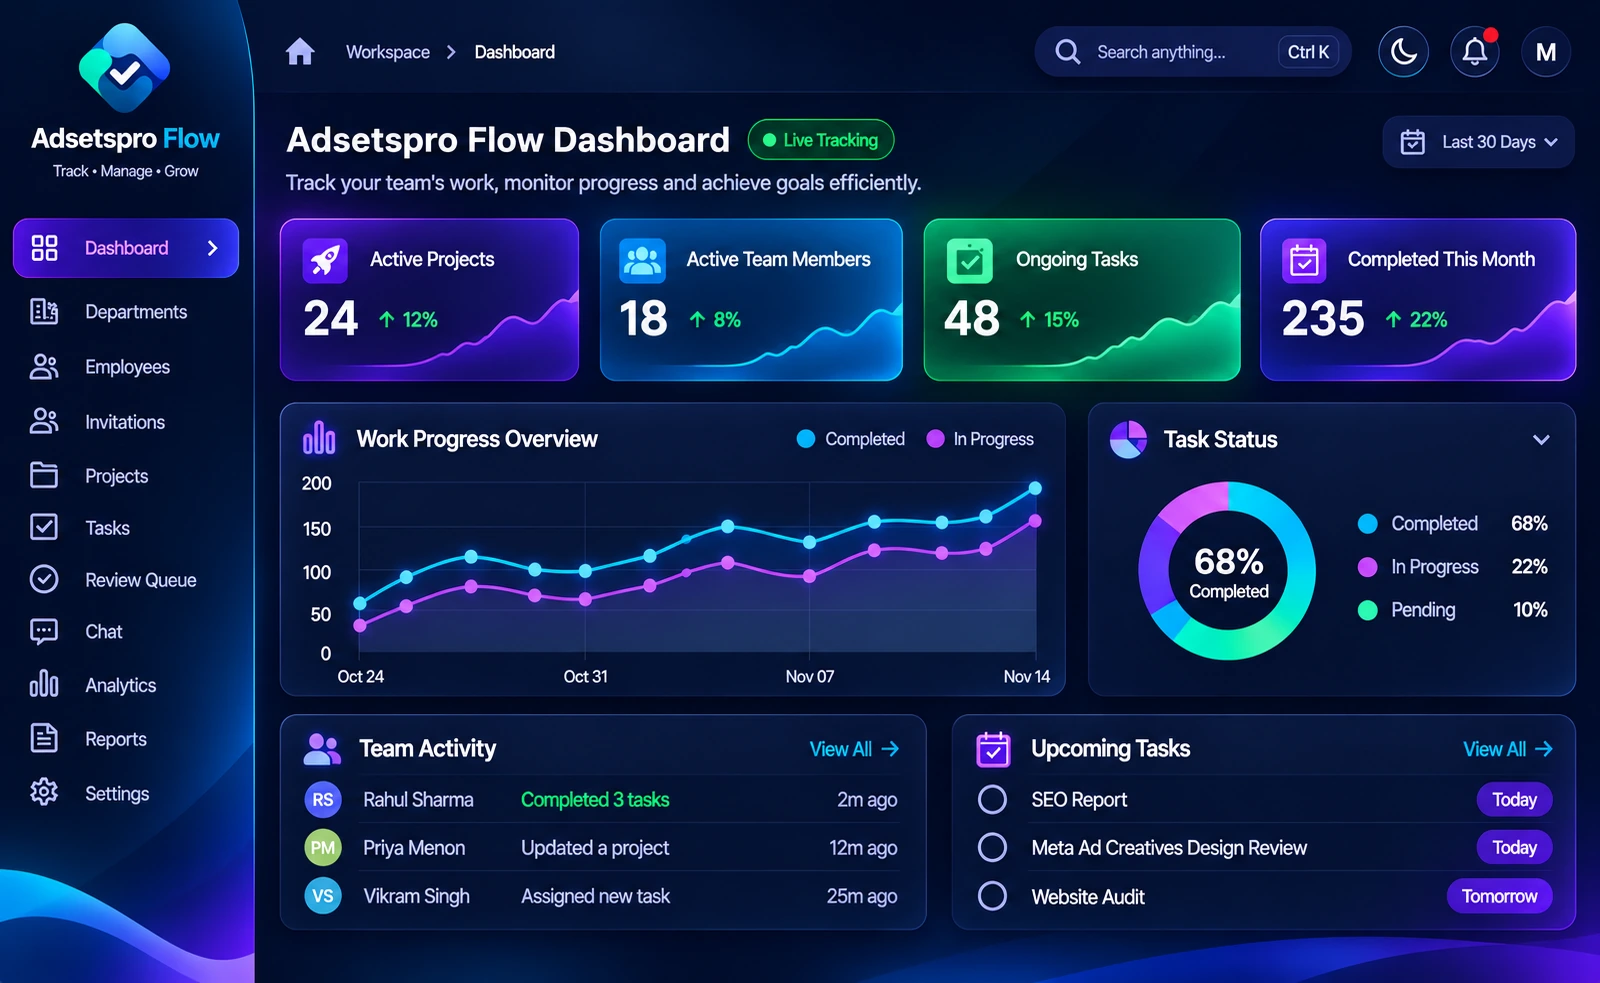 Adsetspro Flow
Track • Manage • Grow
Dashboard
Departments
Employees
Invitations
Projects
Tasks
Review Queue
Chat
Analytics
Reports
Settings
Workspace > Dashboard
Search anything... Ctrl K
M
Adsetspro Flow Dashboard
Live Tracking
Track your team's work, monitor progress and achieve goals efficiently.
Last 30 Days
Active Projects
24 ↑ 12%
Active Team Members
18 ↑ 8%
Ongoing Tasks
48 ↑ 15%
Completed This Month
235 ↑ 22%
Work Progress Overview
Completed In Progress
200
150
100
50
0
Oct 24 Oct 31 Nov 07 Nov 14
Task Status
68%
Completed
Completed 68%
In Progress 22%
Pending 10%
Team Activity View All →
RS Rahul Sharma Completed 3 tasks 2m ago
PM Priya Menon Updated a project 12m ago
VS Vikram Singh Assigned new task 25m ago
Upcoming Tasks View All →
SEO Report Today
Meta Ad Creatives Design Review Today
Website Audit Tomorrow